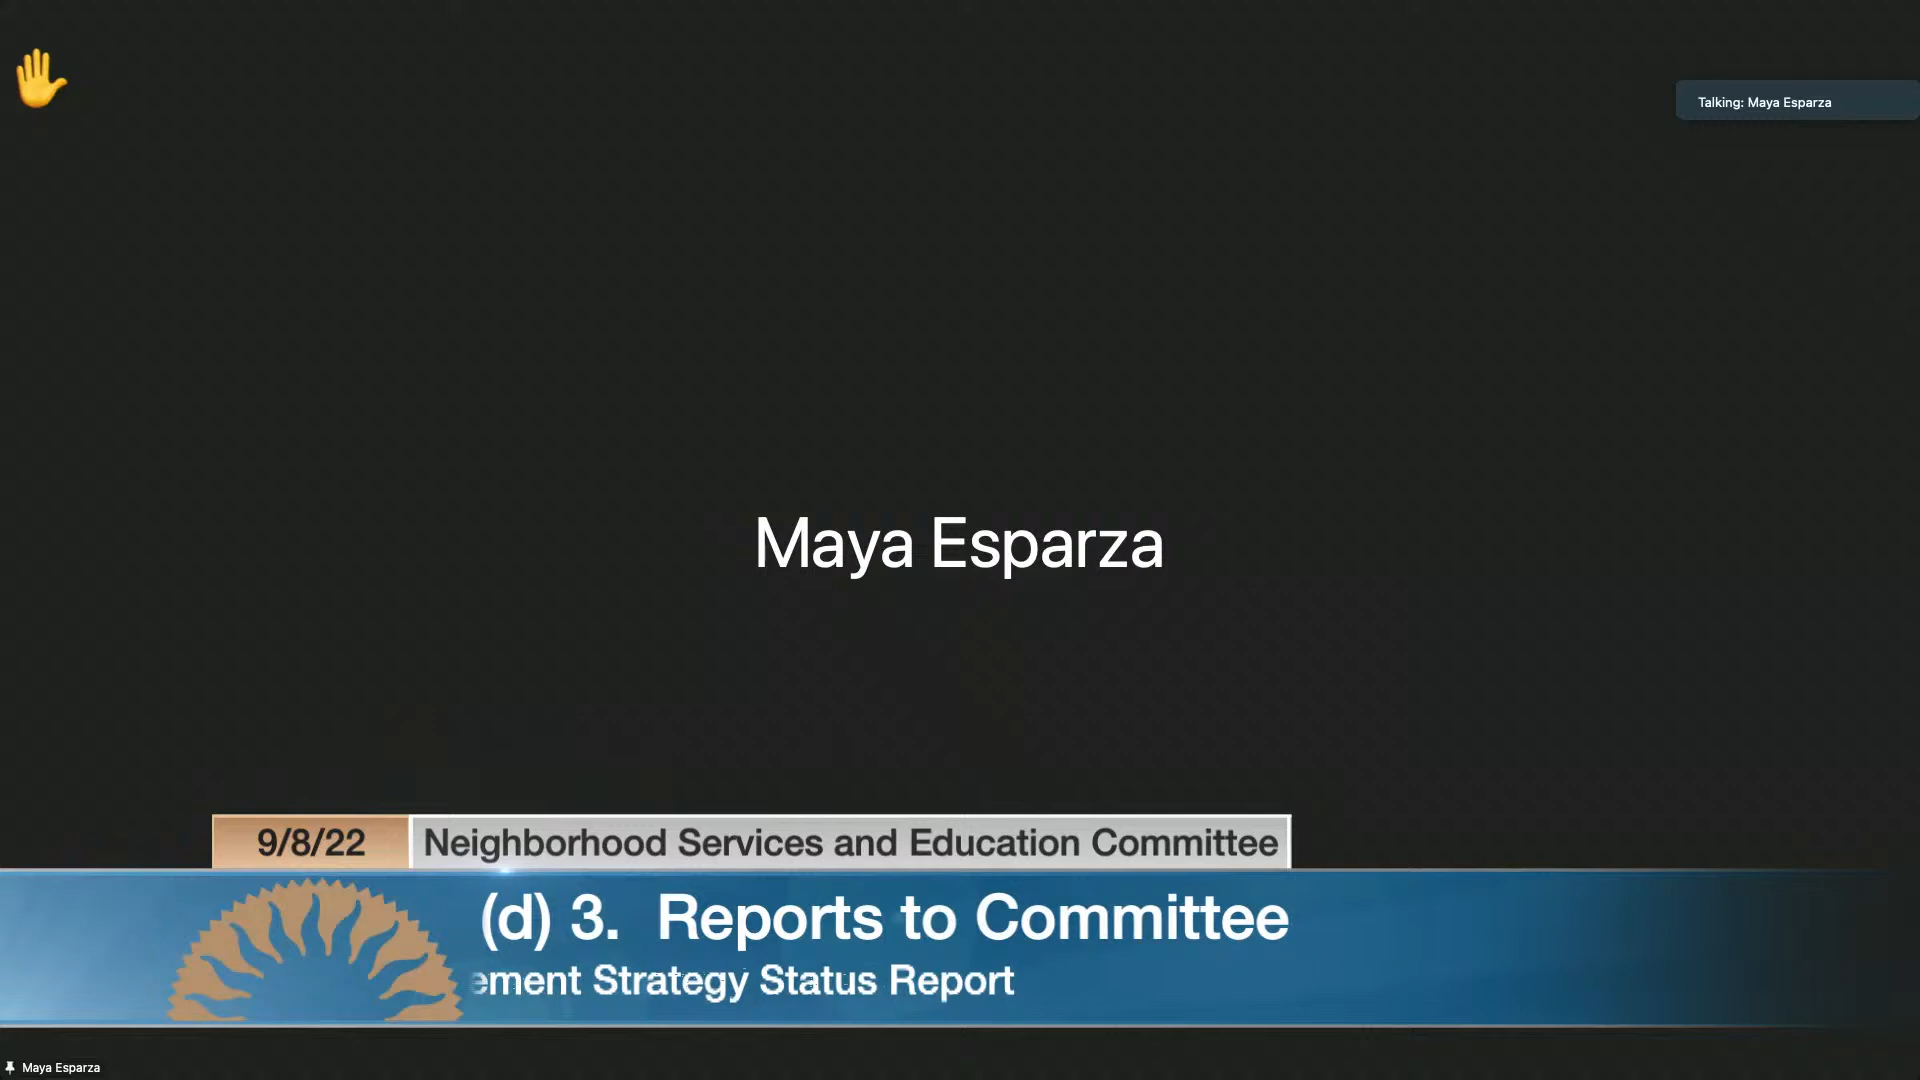 Talking: Maya Esparza
Maya Esparza
9/8/22 Neighborhood Services and Education Committee
(d) 3. Reports to Committee
ement Strategy Status Report
Maya Esparza